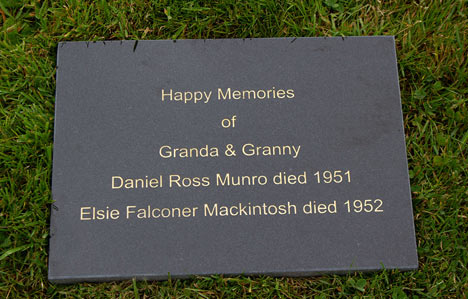 Happy Memories
of
Granda & Granny
Daniel Ross Munro died 1951
Elsie Falconer Mackintosh died 1952